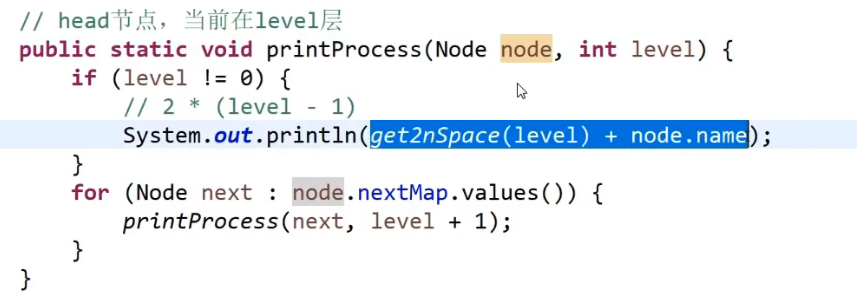 // head节点，当前在level层
public static void printProcess(Node node, int level) {
    if (level != 0) {
        // 2 * (level - 1)
        System.out.println(get2nSpace(level) + node.name);
    }
    for (Node next : node.nextMap.values()) {
        printProcess(next, level + 1);
    }
}